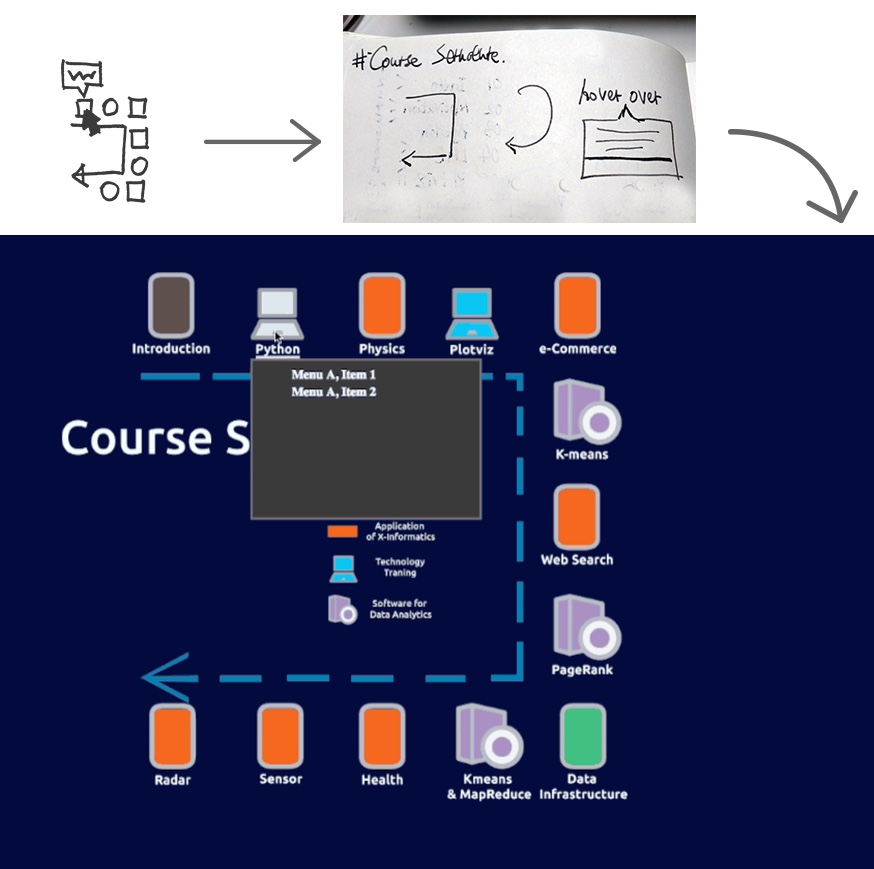 W
#Course Struture.
hover over
Introduction
Python
Physics
Plotviz
e-Commerce
Menu A, Item 1
Menu A, Item 2
Course S
K-means
Application
of X-Informatics
Web Search
Technology
Traning
Software for
Data Analytics
PageRank
Radar
Sensor
Health
Kmeans
& MapReduce
Data
Infrastructure